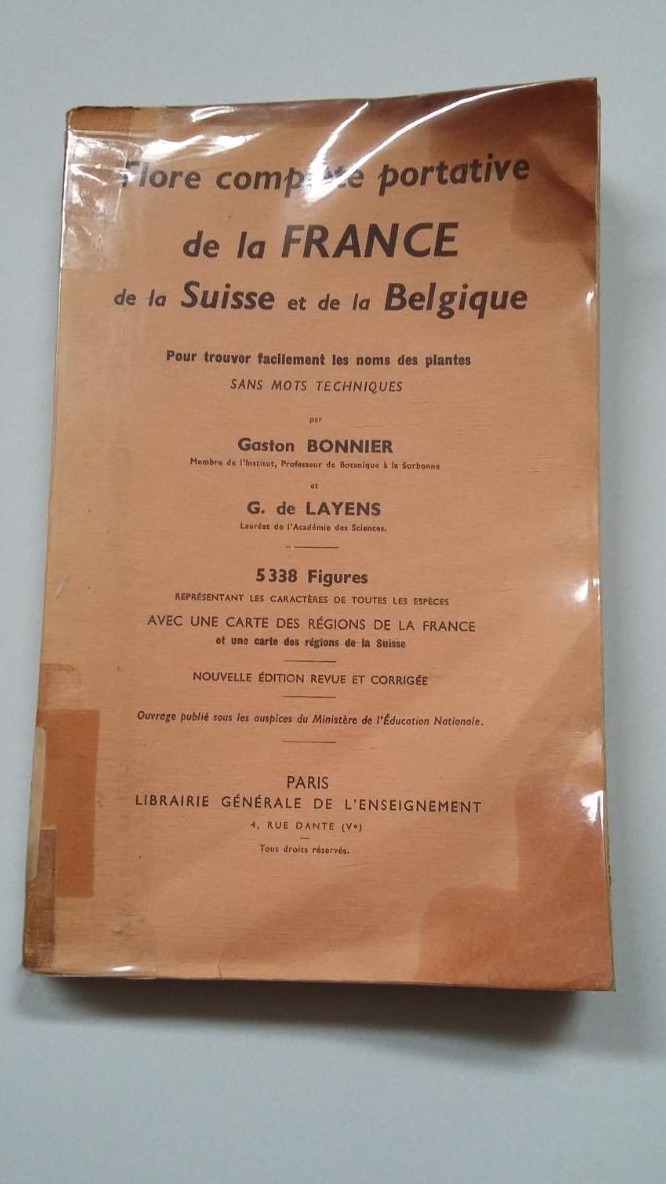 Flore complète portative
de la FRANCE
de la Suisse et de la Belgique
Pour trouver facilement les noms des plantes
SANS MOTS TECHNIQUES
par
Gaston BONNIER
Membre de l'Institut, Professeur de Botanique à la Sorbonne
et
G. de LAYENS
Lauréat de l'Académie des Sciences.
5338 Figures
REPRÉSENTANT LES CARACTÈRES DE TOUTES LES ESPÈCES
AVEC UNE CARTE DES RÉGIONS DE LA FRANCE
et une carte des régions de la Suisse
NOUVELLE ÉDITION REVUE ET CORRIGÉE
Ouvrage publié sous les auspices du Ministère de l'Éducation Nationale.
PARIS
LIBRAIRIE GÉNÉRALE DE L'ENSEIGNEMENT
4, RUE DANTE (Ve)
Tous droits réservés.